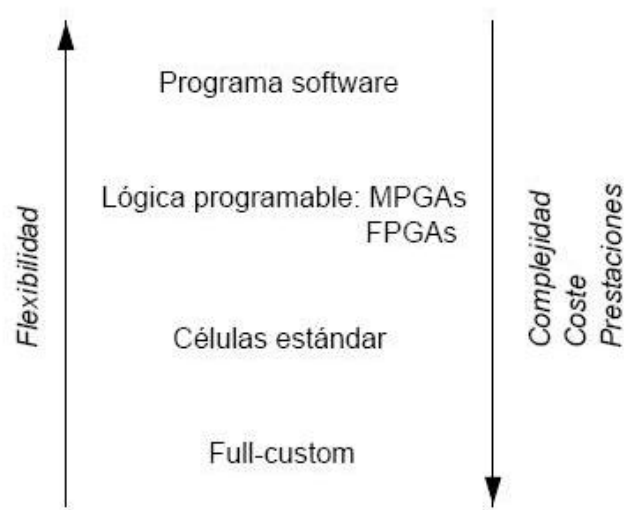 Programa software
Lógica programable: MPGAs
FPGAs
Células estándar
Full-custom
Flexibilidad
Complejidad
Coste
Prestaciones